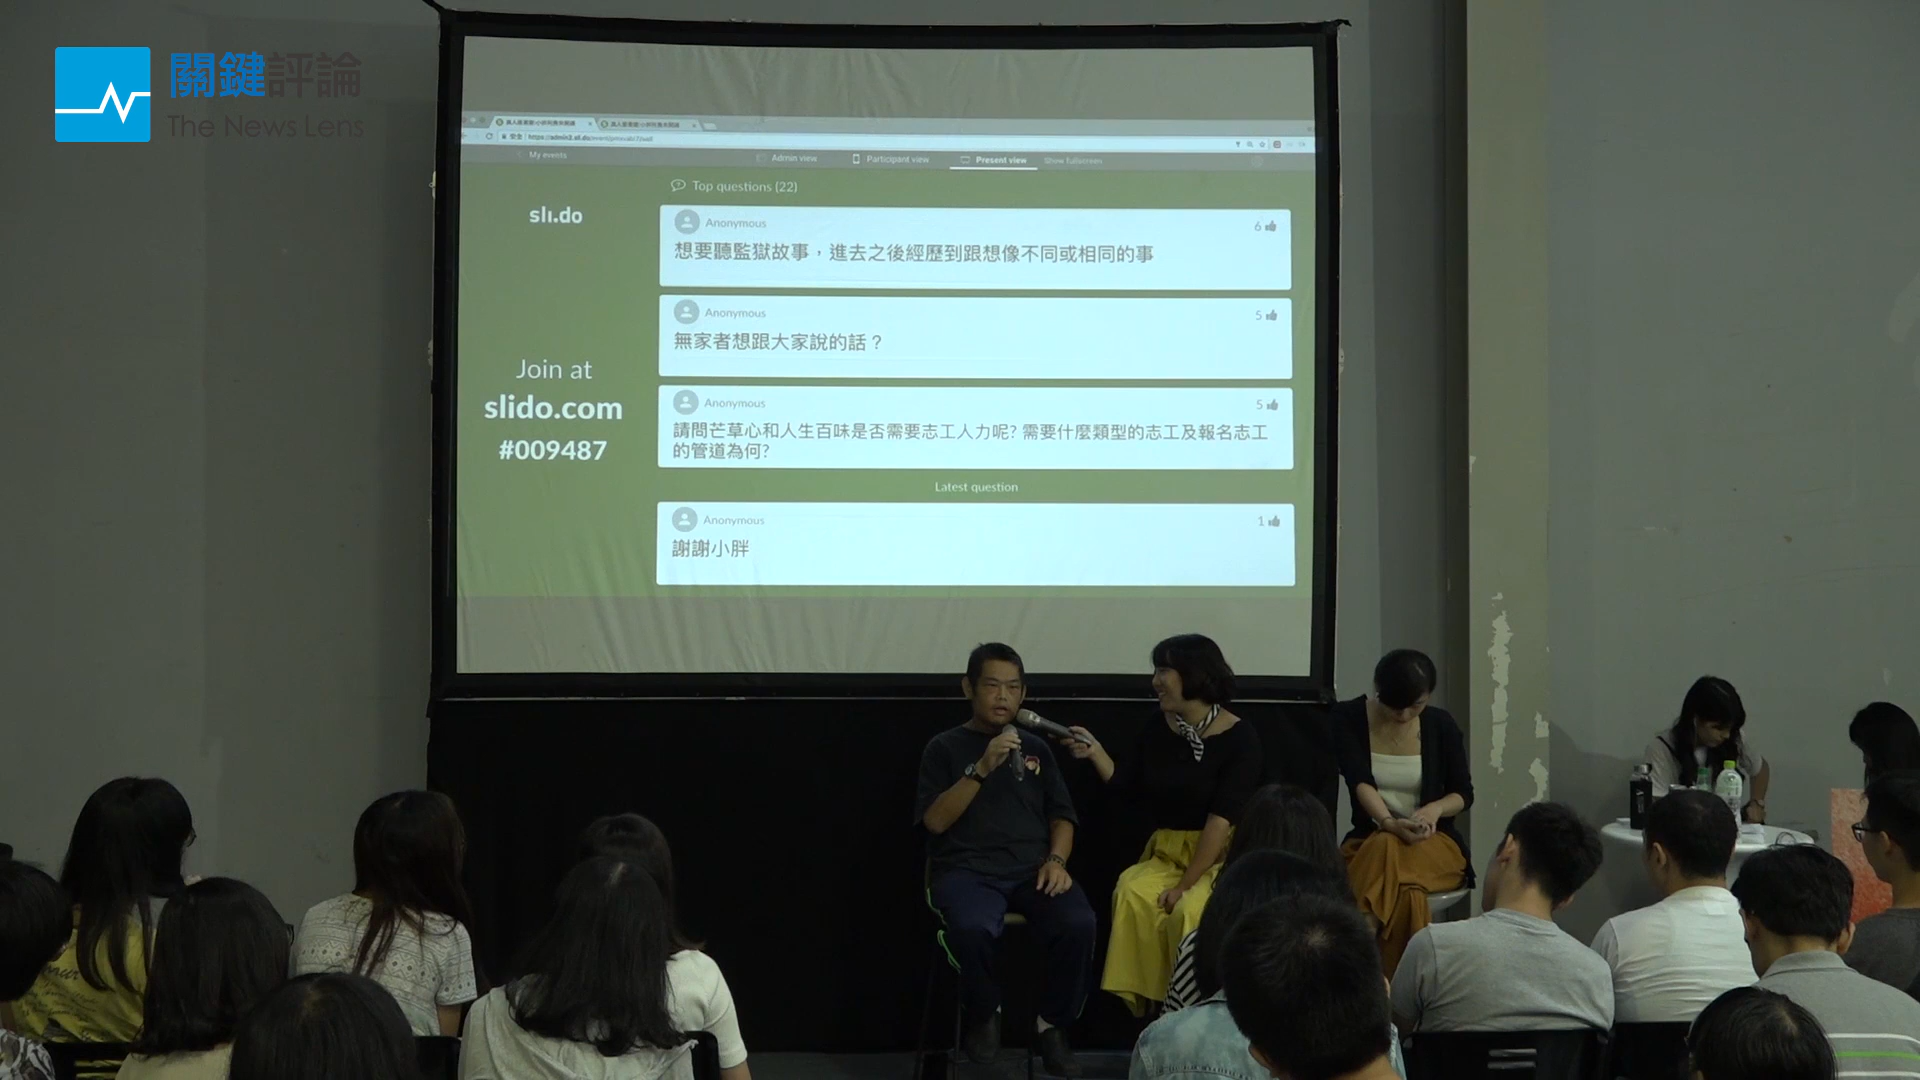 關鍵評論
The News Lens
My events
Admin view
Participant view
Present view
Show fullscreen
Top questions (22)
sli.do
Anonymous
6
想要聽監獄故事，進去之後經歷到跟想像不同或相同的事
Anonymous
5
無家者想跟大家說的話？
Join at
slido.com
#009487
Anonymous
5
請問芒草心和人生百味是否需要志工人力呢? 需要什麼類型的志工及報名志工
的管道為何?
Latest question
Anonymous
1
謝謝小胖